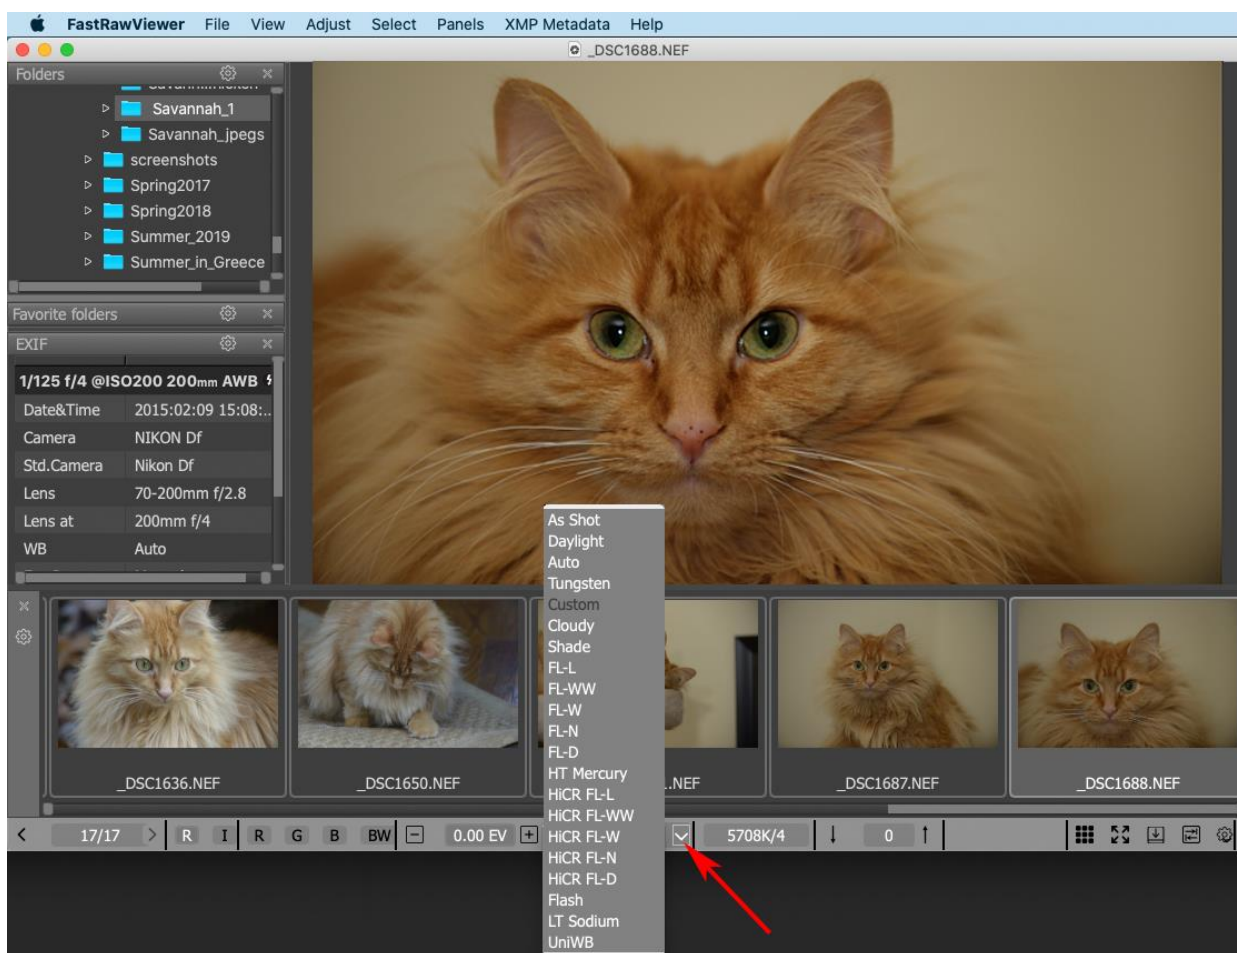 FastRawViewer File View Adjust Select Panels XMP Metadata Help
_DSC1688.NEF
Folders
Savannah_1
Savannah_jpegs
screenshots
Spring2017
Spring2018
Summer_2019
Summer_in_Greece
Favorite folders
EXIF
1/125 f/4 @ISO200 200mm AWB
Date&Time 2015:02:09 15:08:..
Camera NIKON Df
Std.Camera Nikon Df
Lens 70-200mm f/2.8
Lens at 200mm f/4
WB Auto
As Shot
Daylight
Auto
Tungsten
Custom
Cloudy
Shade
FL-L
FL-WW
FL-W
FL-N
FL-D
HT Mercury
HiCR FL-L
HiCR FL-WW
HiCR FL-W
HiCR FL-N
HiCR FL-D
Flash
LT Sodium
UniWB
_DSC1636.NEF
_DSC1650.NEF
.NEF
_DSC1687.NEF
_DSC1688.NEF
17/17 R I R G B BW 0.00 EV 5708K/4 0